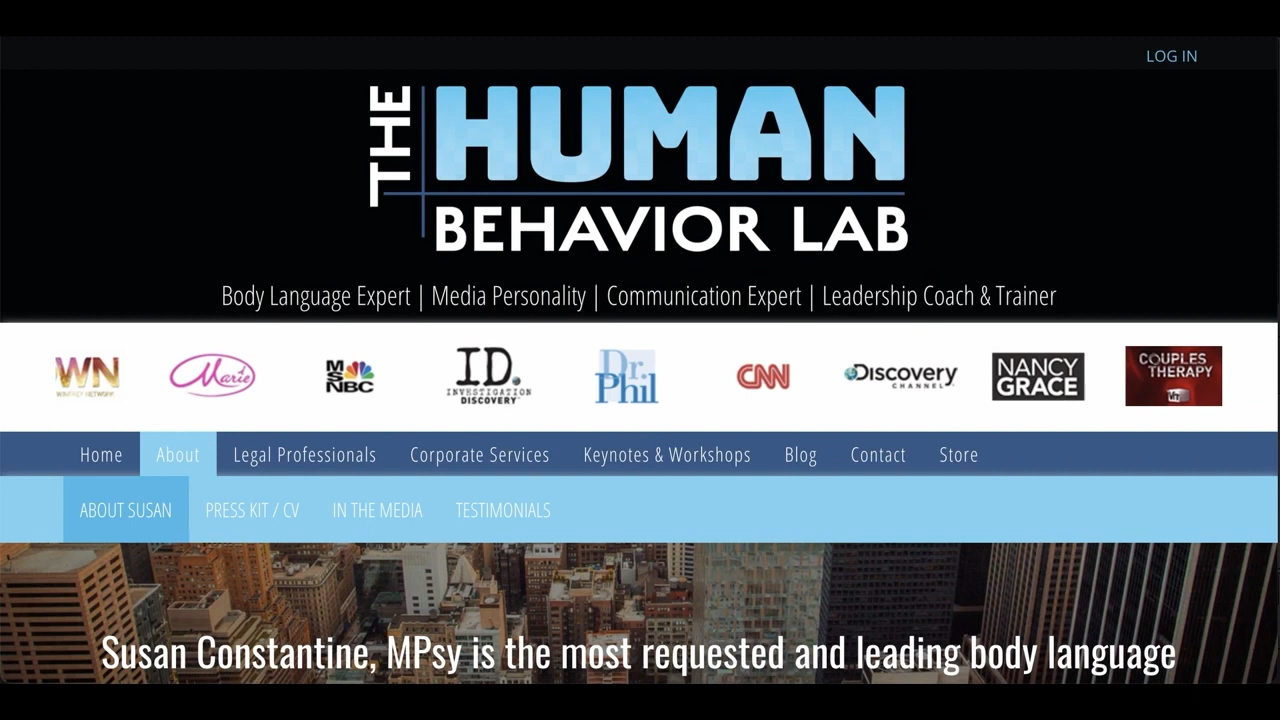 LOG IN
THE HUMAN
BEHAVIOR LAB
Body Language Expert | Media Personality | Communication Expert | Leadership Coach & Trainer
WN
WINFREY NETWORK
Marie
MSNBC
ID.
INVESTIGATION
DISCOVERY
Dr.
Phil
CNN
Discovery
CHANNEL
NANCY
GRACE
COUPLES
THERAPY
VH1
Home About Legal Professionals Corporate Services Keynotes & Workshops Blog Contact Store
ABOUT SUSAN PRESS KIT / CV IN THE MEDIA TESTIMONIALS
Susan Constantine, MPsy is the most requested and leading body language